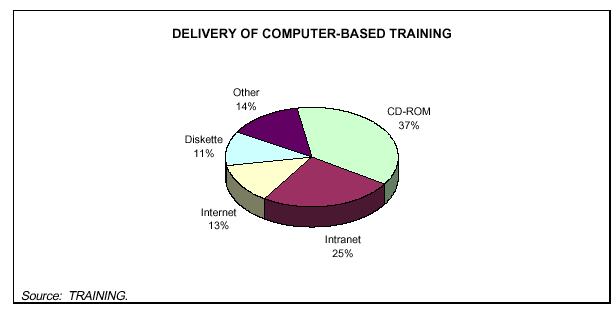 DELIVERY OF COMPUTER-BASED TRAINING
Other
14%
CD-ROM
37%
Diskette
11%
Internet
13%
Intranet
25%
Source: TRAINING.